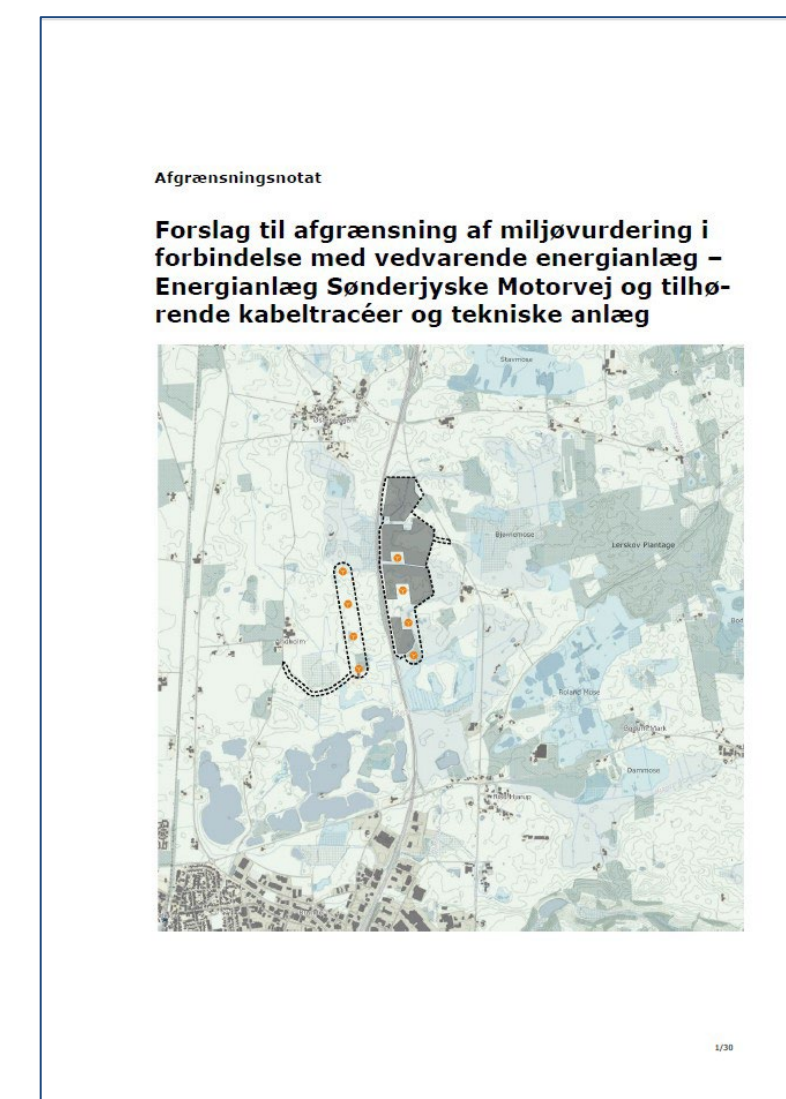 Afgrænsningsnotat
Forslag til afgrænsning af miljøvurdering i
forbindelse med vedvarende energianlæg –
Energianlæg Sønderjyske Motorvej og tilhø-
rende kabeltracéer og tekniske anlæg
Stavmose
Bjørnemose
Lerskov Plantage
Roland Mose
Dammose
1/30